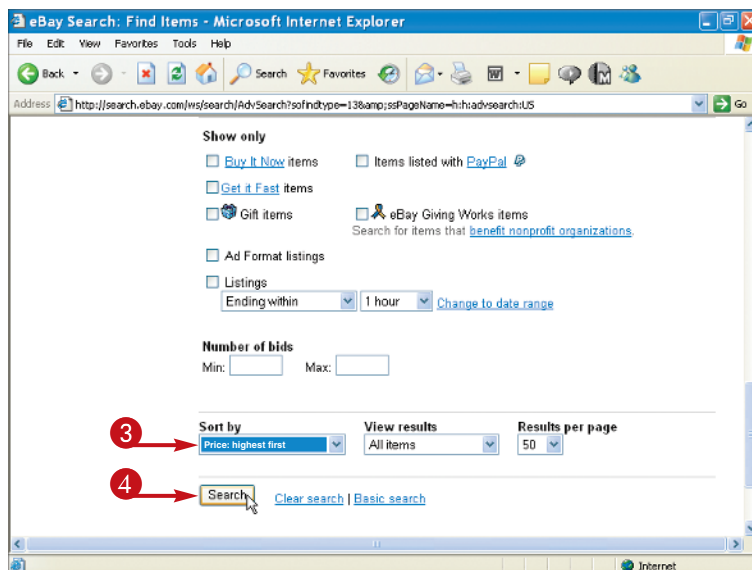 eBay Search: Find Items - Microsoft Internet Explorer
File Edit View Favorites Tools Help
Back Search Favorites
Address http://search.ebay.com/ws/search/AdvSearch?sofindtype=13&amp;ssPageName=h:h:advsearch:US Go
Show only
Buy It Now items Items listed with PayPal
Get it Fast items
Gift items eBay Giving Works items
Search for items that benefit nonprofit organizations.
Ad Format listings
Listings
Ending within 1 hour Change to date range
Number of bids
Min: Max:
Sort by View results Results per page
3 Price: highest first All items 50
4 Search Clear search | Basic search
Internet